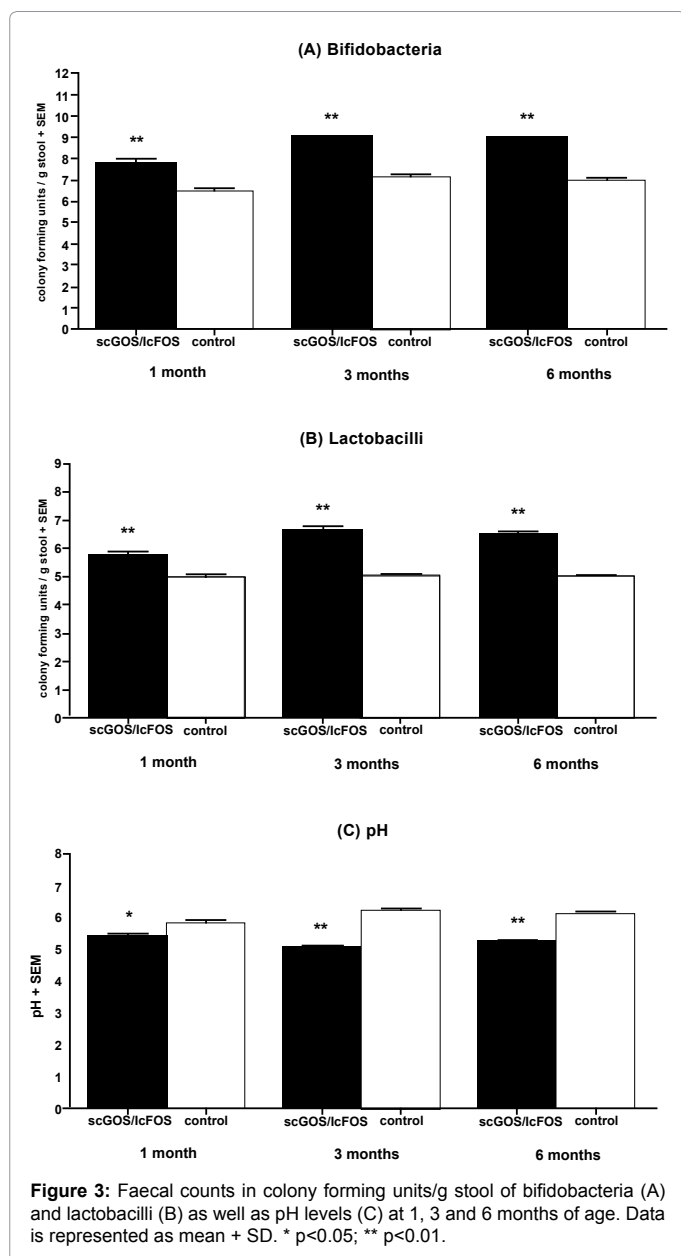 (A) Bifidobacteria
colony forming units / g stool + SEM
12
11
10
9
8
7
6
5
4
3
2
1
0
** ** **
scGOS/lcFOS control scGOS/lcFOS control scGOS/lcFOS control
1 month 3 months 6 months
(B) Lactobacilli
colony forming units / g stool + SEM
9
8
7
6
5
4
3
2
1
0
** ** **
scGOS/lcFOS control scGOS/lcFOS control scGOS/lcFOS control
1 month 3 months 6 months
(C) pH
pH + SEM
8
7
6
5
4
3
2
1
0
* ** **
scGOS/lcFOS control scGOS/lcFOS control scGOS/lcFOS control
1 month 3 months 6 months
Figure 3: Faecal counts in colony forming units/g stool of bifidobacteria (A)
and lactobacilli (B) as well as pH levels (C) at 1, 3 and 6 months of age. Data
is represented as mean + SD. * p<0.05; ** p<0.01.